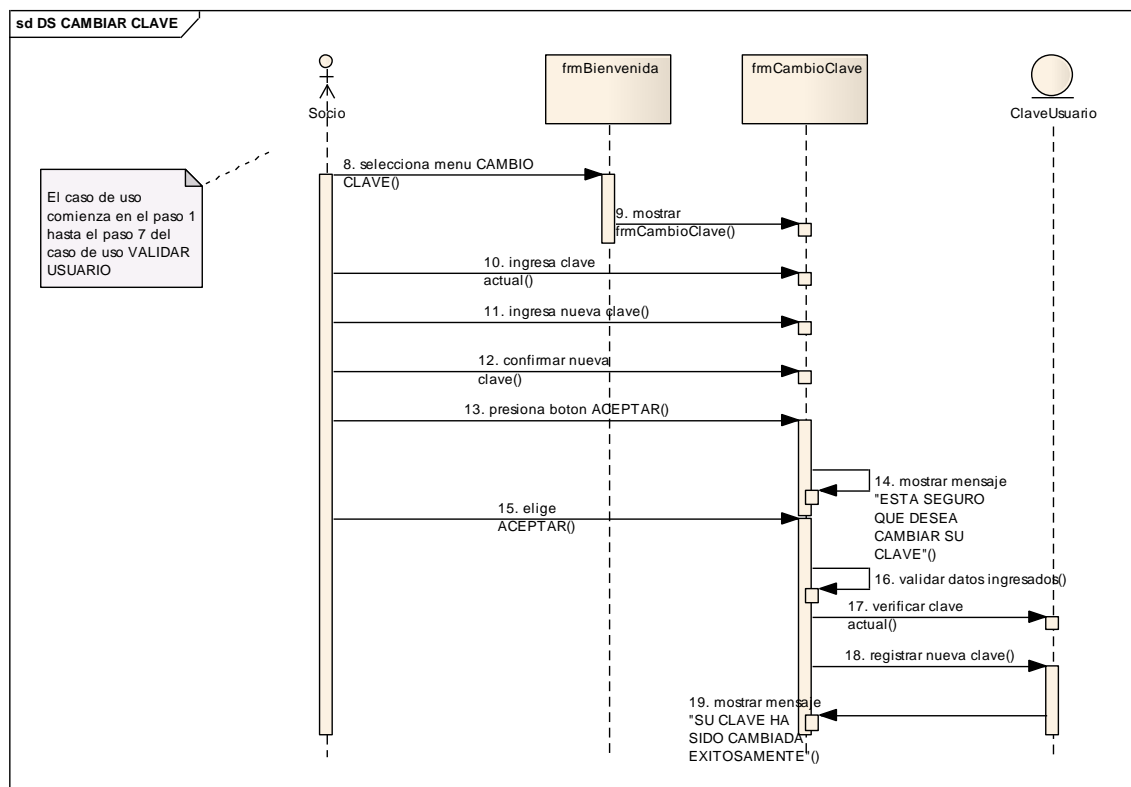 sd DS CAMBIAR CLAVE
Socio
frmBienvenida
frmCambioClave
ClaveUsuario
El caso de uso
comienza en el paso 1
hasta el paso 7 del
caso de uso VALIDAR
USUARIO
8. selecciona menu CAMBIO
CLAVE()
9. mostrar
frmCambioClave()
10. ingresa clave
actual()
11. ingresa nueva clave()
12. confirmar nueva
clave()
13. presiona boton ACEPTAR()
14. mostrar mensaje
"ESTA SEGURO
QUE DESEA
CAMBIAR SU
CLAVE"()
15. elige
ACEPTAR()
16. validar datos ingresados()
17. verificar clave
actual()
18. registrar nueva clave()
19. mostrar mensaje
"SU CLAVE HA
SIDO CAMBIADA
EXITOSAMENTE"()